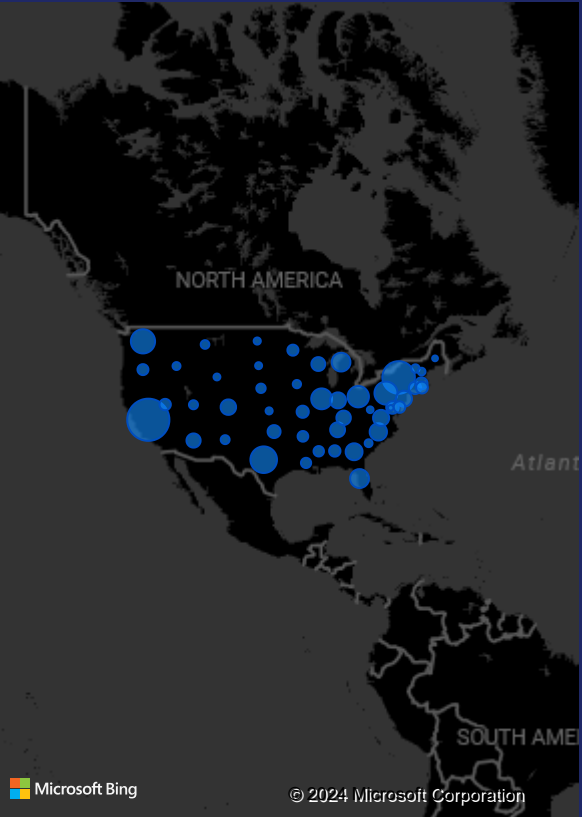 NORTH AMERICA
Atlant
SOUTH AME
Microsoft Bing
© 2024 Microsoft Corporation